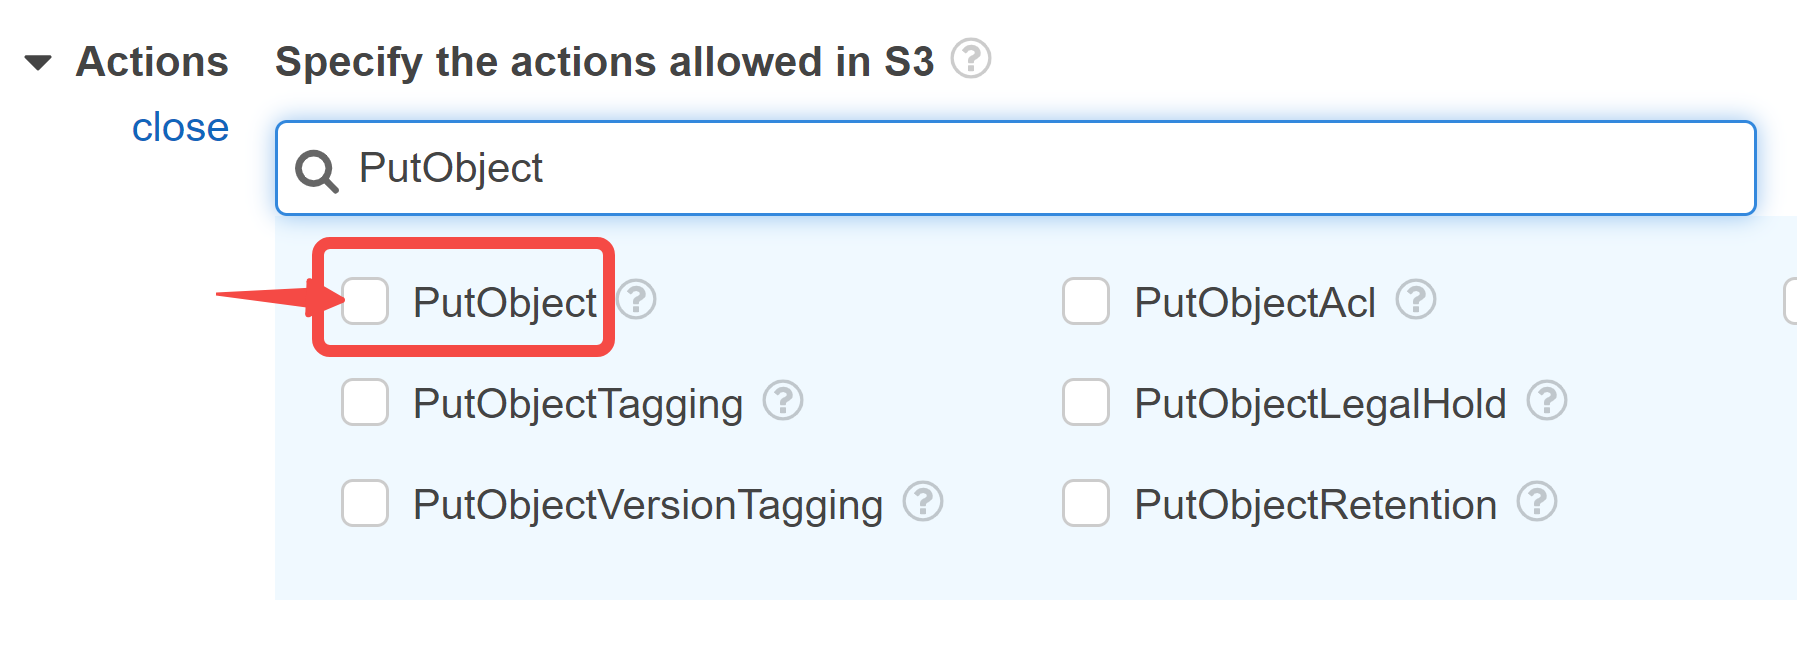 Actions Specify the actions allowed in S3 ?
close
PutObject
PutObject ? PutObjectAcl ?
PutObjectTagging ? PutObjectLegalHold ?
PutObjectVersionTagging ? PutObjectRetention ?